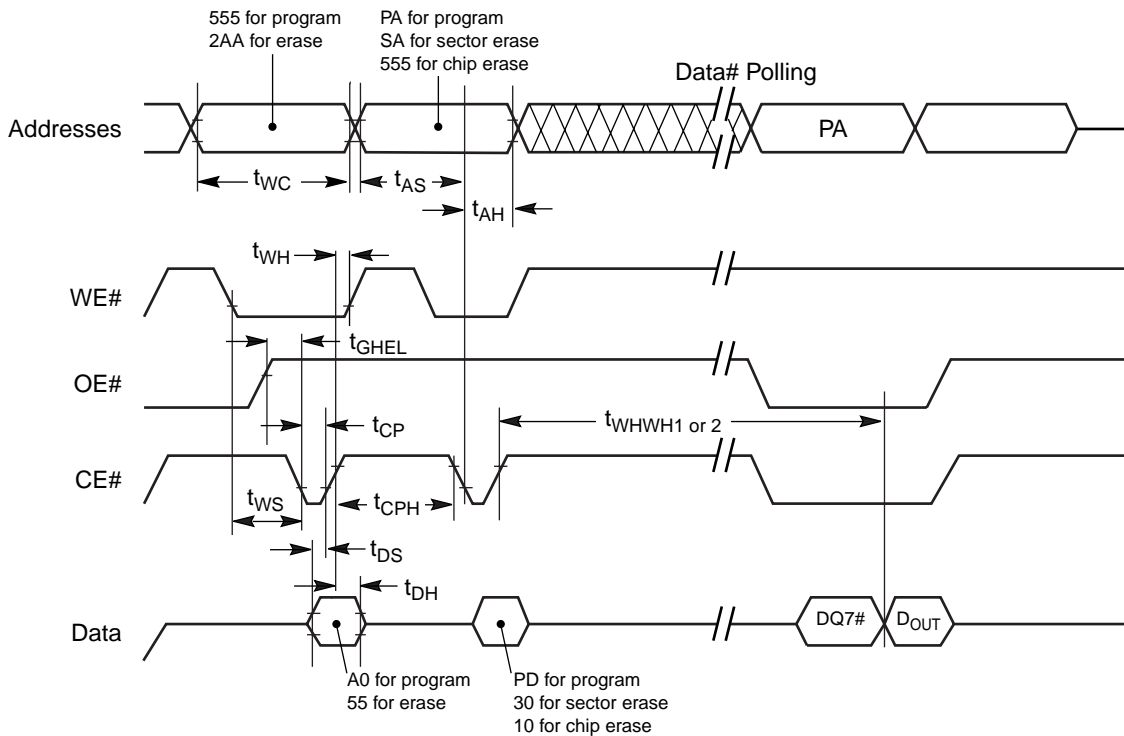 555 for program
2AA for erase
PA for program
SA for sector erase
555 for chip erase
Data# Polling
Addresses
PA
tWC
tAS
tAH
tWH
WE#
tGHEL
OE#
tWHWH1 or 2
tCP
CE#
tWS
tCPH
tDS
tDH
Data
DQ7#
DOUT
A0 for program
55 for erase
PD for program
30 for sector erase
10 for chip erase